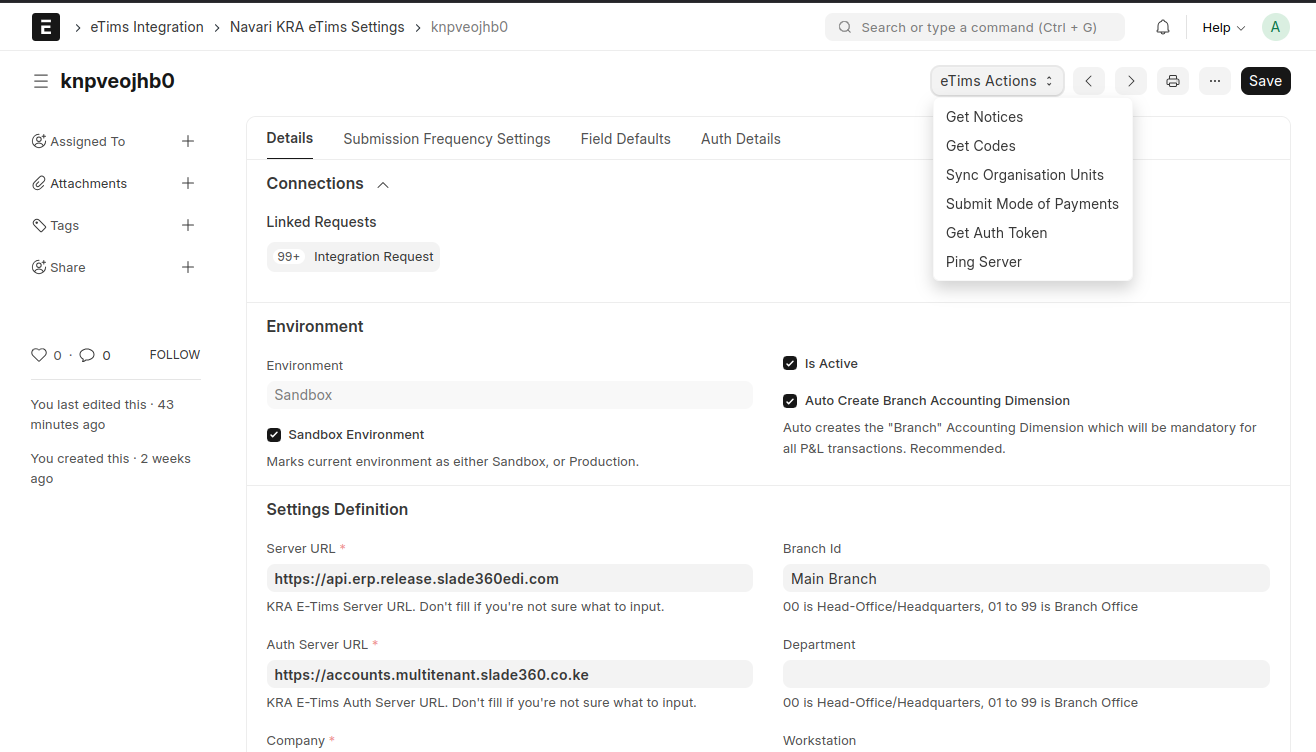 E
eTims Integration
Navari KRA eTims Settings
knpveojhb0
Search or type a command (Ctrl + G)
Help
A
knpveojhb0
eTims Actions
Save
Get Notices
Get Codes
Sync Organisation Units
Submit Mode of Payments
Get Auth Token
Ping Server
Assigned To
Attachments
Tags
Share
0 · 0
FOLLOW
You last edited this · 43
minutes ago
You created this · 2 weeks
ago
Details
Submission Frequency Settings
Field Defaults
Auth Details
Connections
Linked Requests
99+ Integration Request
Environment
Environment
Sandbox
Sandbox Environment
Marks current environment as either Sandbox, or Production.
Is Active
Auto Create Branch Accounting Dimension
Auto creates the "Branch" Accounting Dimension which will be mandatory for
all P&L transactions. Recommended.
Settings Definition
Server URL *
https://api.erp.release.slade360edi.com
KRA E-Tims Server URL. Don't fill if you're not sure what to input.
Auth Server URL *
https://accounts.multitenant.slade360.co.ke
KRA E-Tims Auth Server URL. Don't fill if you're not sure what to input.
Company *
Branch Id
Main Branch
00 is Head-Office/Headquarters, 01 to 99 is Branch Office
Department
00 is Head-Office/Headquarters, 01 to 99 is Branch Office
Workstation